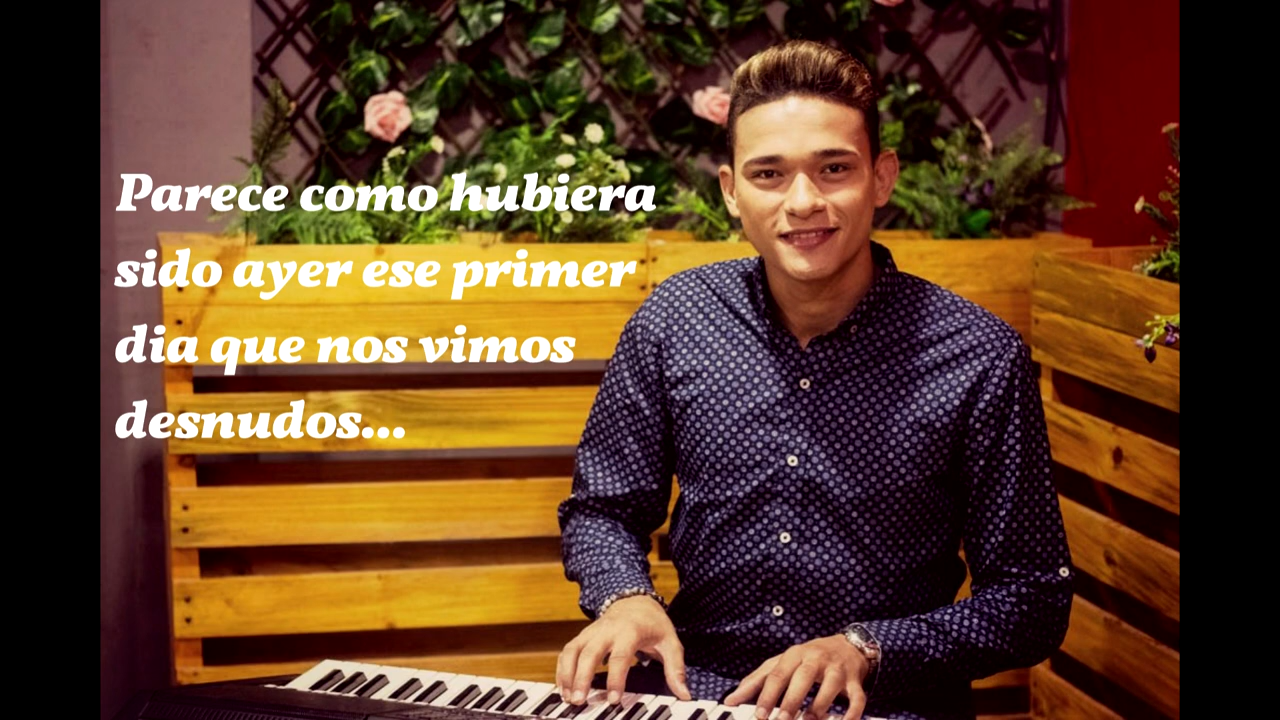 Parece como hubiera
sido ayer ese primer
dia que nos vimos
desnudos...